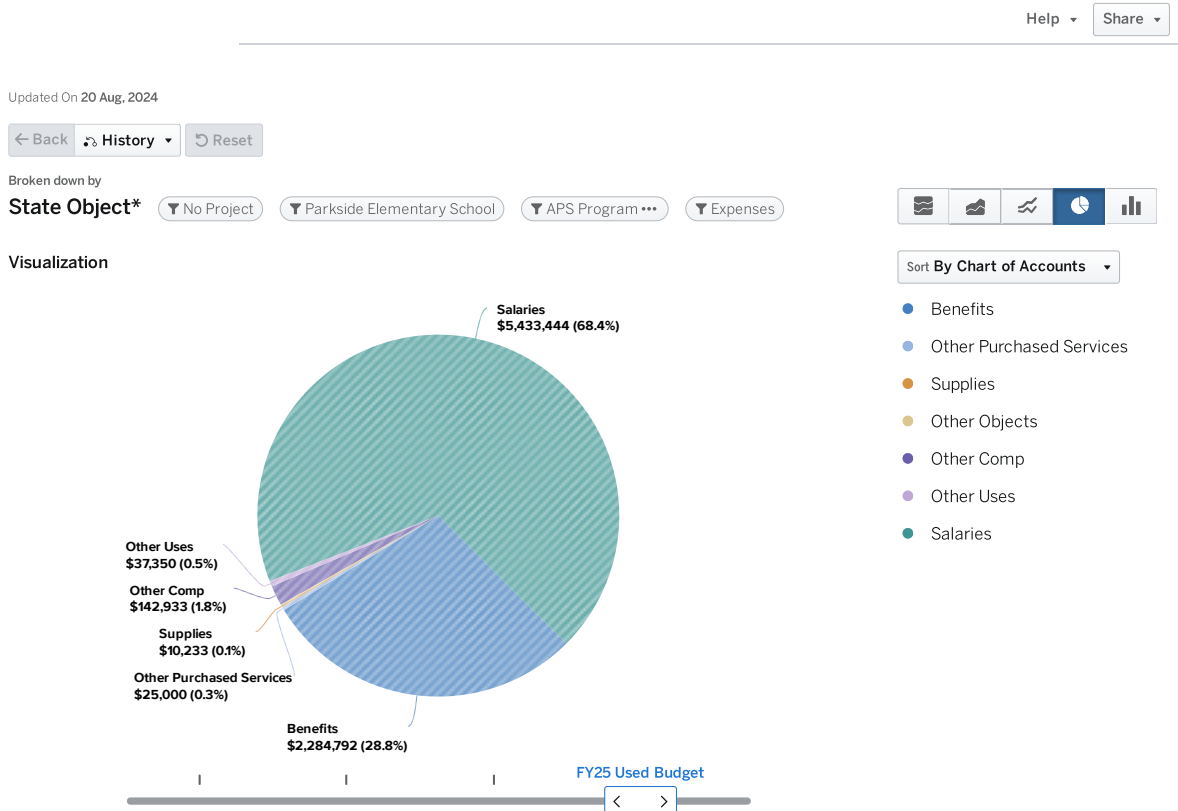 Help
Share
Updated On 20 Aug, 2024
Back
History
Reset
Broken down by
State Object*
No Project
Parkside Elementary School
APS Program •••
Expenses
Visualization
Sort By Chart of Accounts
Benefits
Other Purchased Services
Supplies
Other Objects
Other Comp
Other Uses
Salaries
Salaries
$5,433,444 (68.4%)
Other Uses
$37,350 (0.5%)
Other Comp
$142,933 (1.8%)
Supplies
$10,233 (0.1%)
Other Purchased Services
$25,000 (0.3%)
Benefits
$2,284,792 (28.8%)
FY25 Used Budget